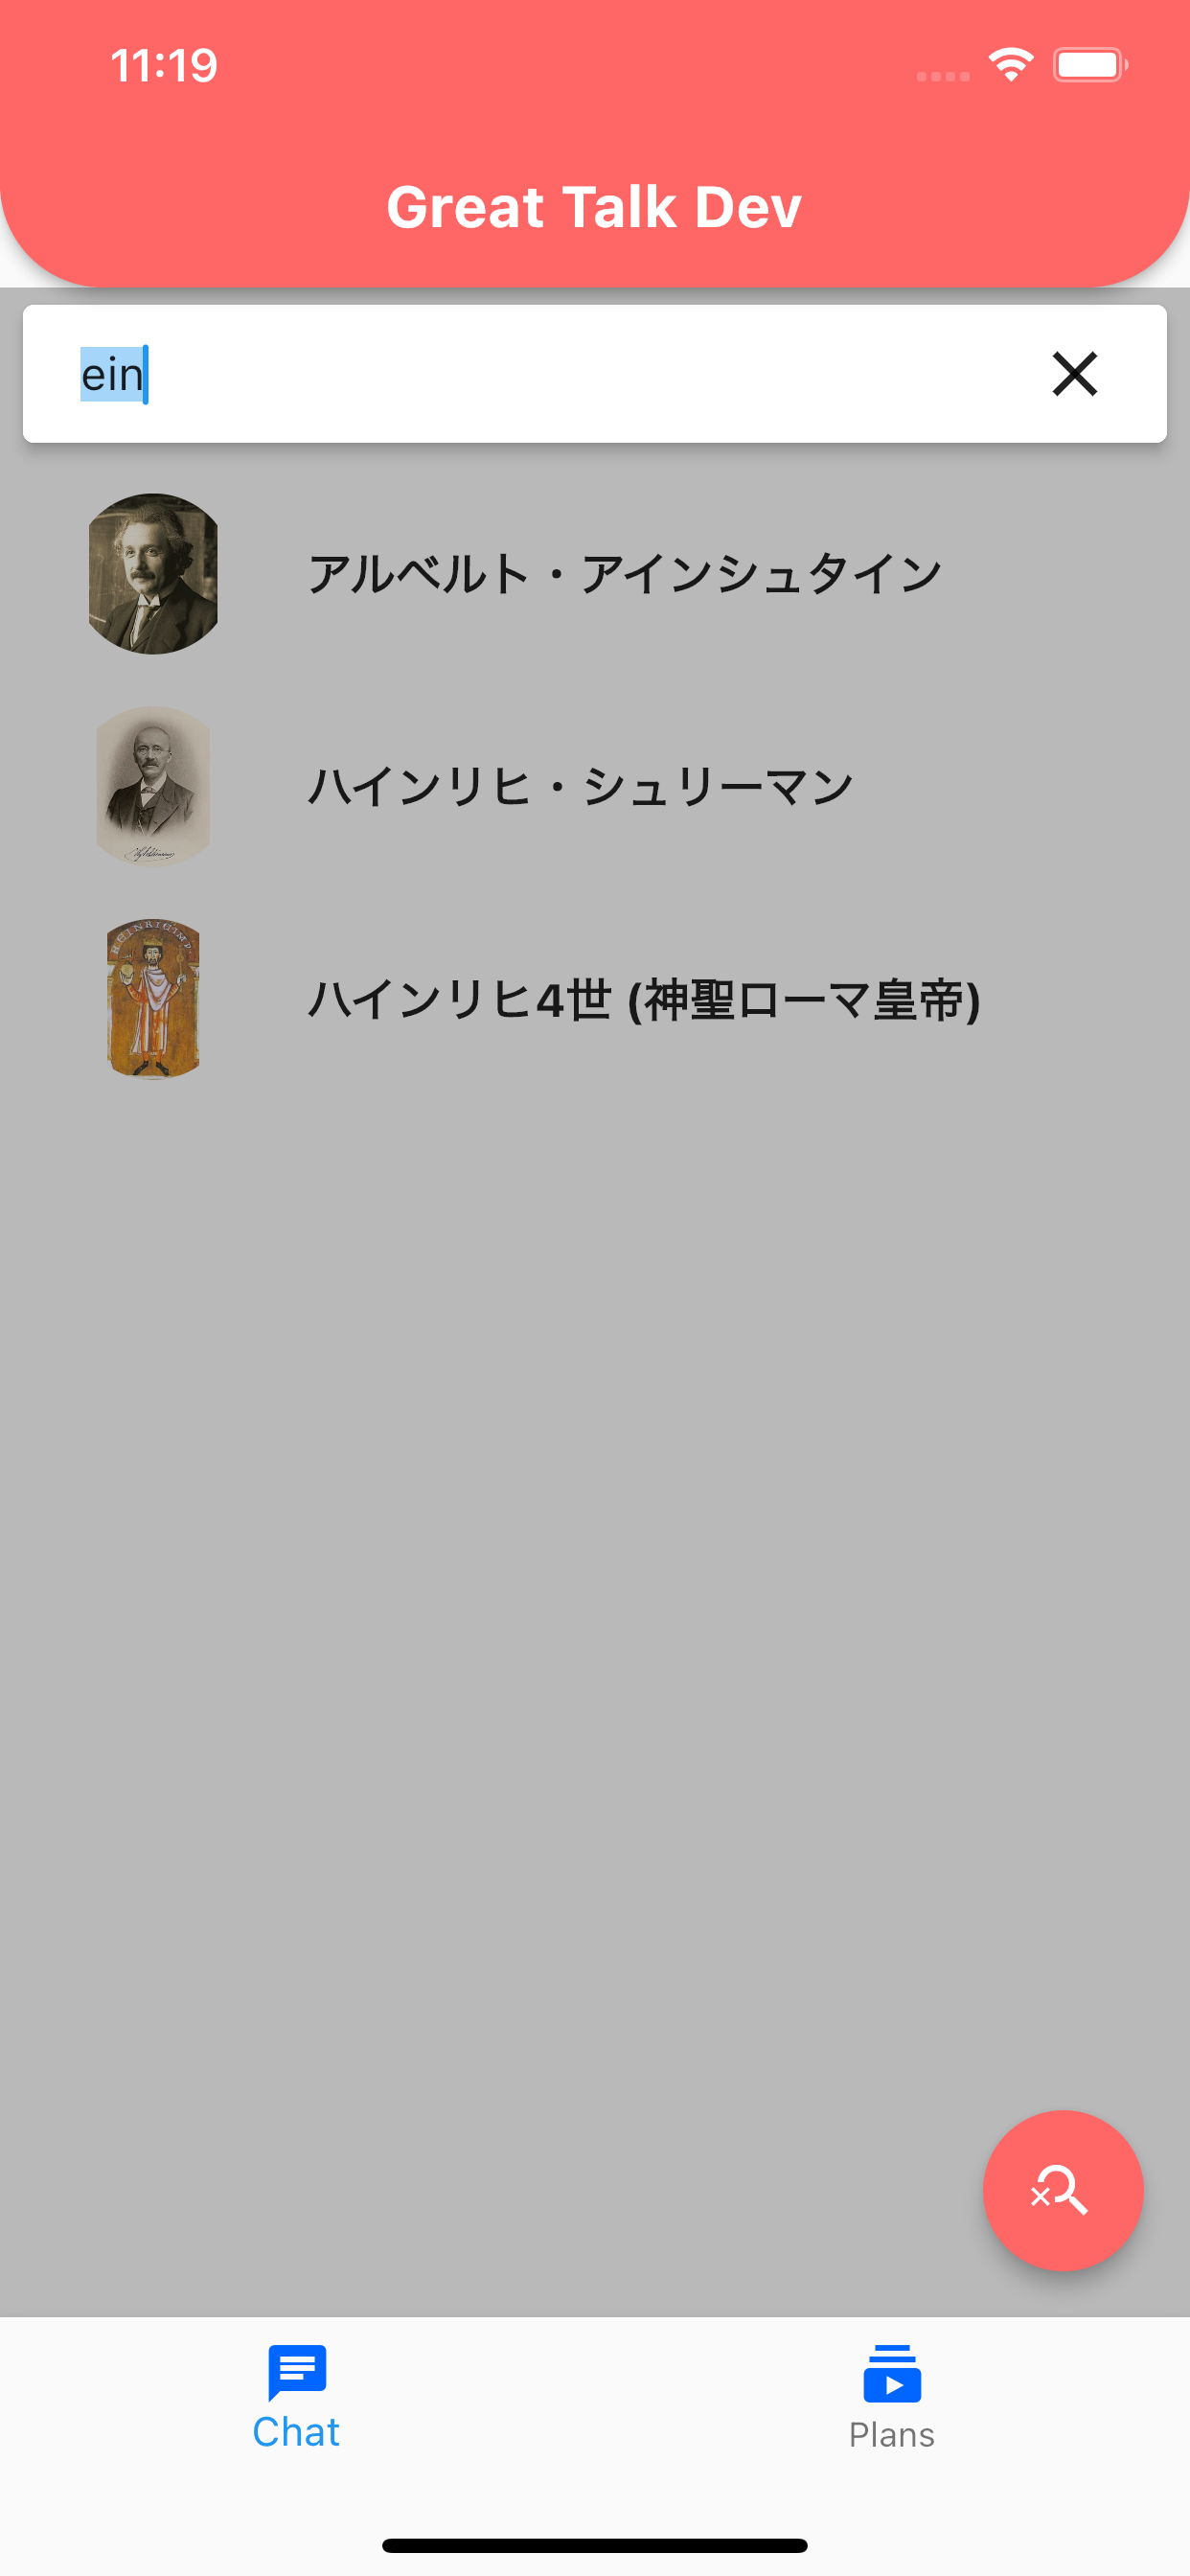 11:19
Great Talk Dev
ein
アルベルト・アインシュタイン
ハインリヒ・シュリーマン
HEINRIC IMP
ハインリヒ4世 (神聖ローマ皇帝)
Chat
Plans